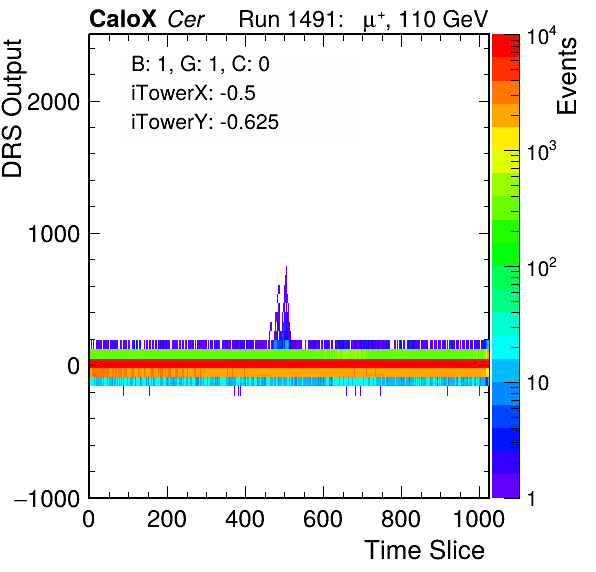 CaloX Cer Run 1491: μ⁺, 110 GeV
B: 1, G: 1, C: 0
iTowerX: -0.5
iTowerY: -0.625
DRS Output
2000
1000
0
−1000
0 200 400 600 800 1000
Time Slice
Events
10⁴
10³
10²
10
1